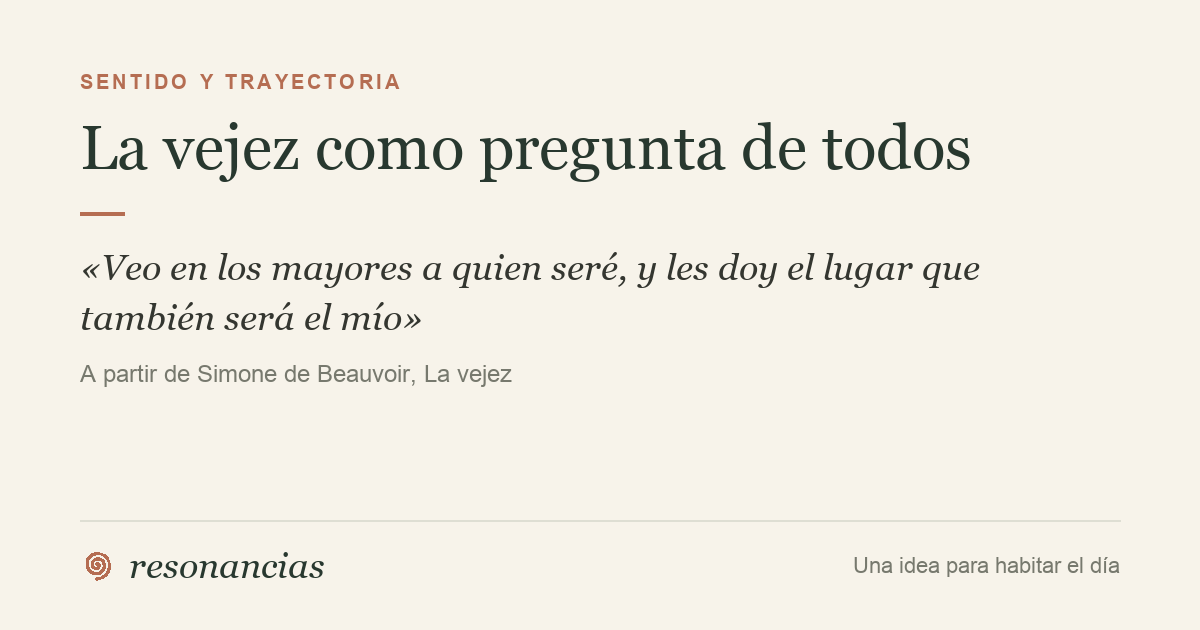 SENTIDO Y TRAYECTORIA
La vejez como pregunta de todos
«Veo en los mayores a quien seré, y les doy el lugar que
también será el mío»
A partir de Simone de Beauvoir, La vejez
resonancias
Una idea para habitar el día